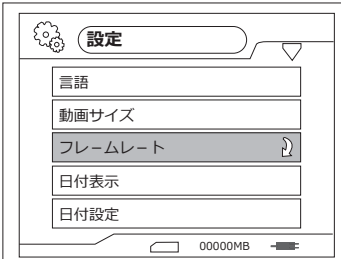 設定
言語
動画サイズ
フレームレート
日付表示
日付設定
00000MB